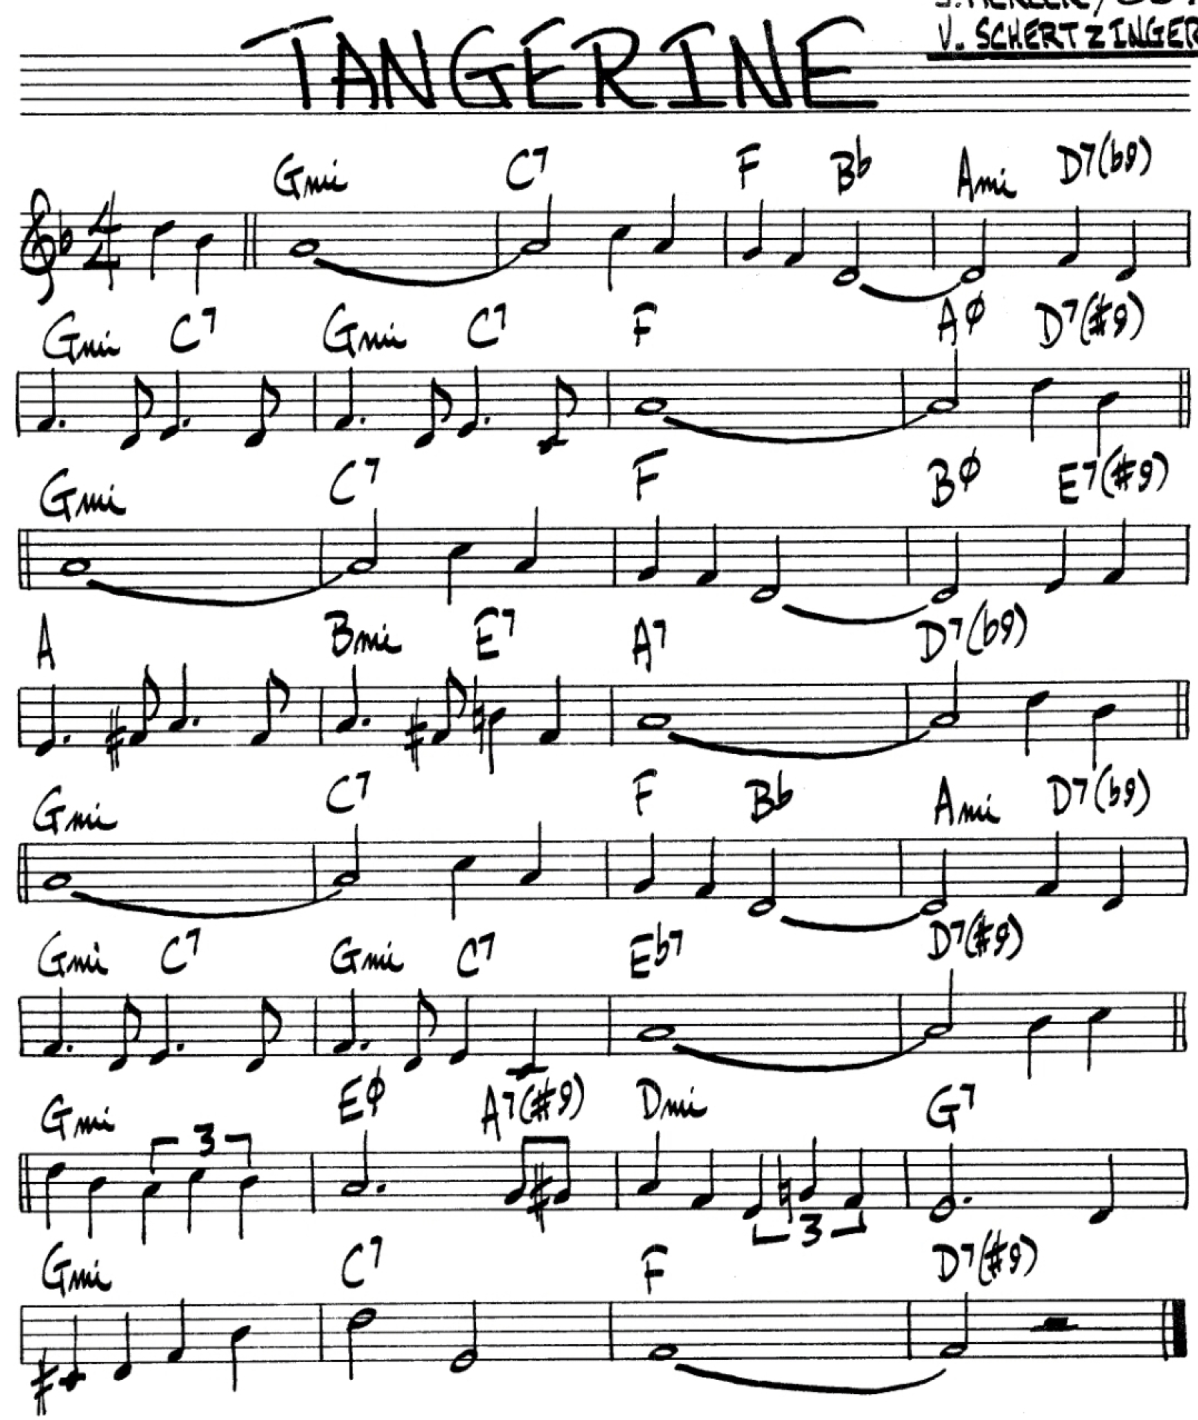 TANGERINE
V. SCHERTZINGER
Gmi C7 F Bb Ami D7(b9)
4
4
Gmi C7 Gmi C7 F Aø D7(#9)
Gmi C7 F Bø E7(#9)
A Bmi E7 A7 D7(b9)
Gmi C7 F Bb Ami D7(b9)
Gmi C7 Gmi C7 Eb7 D7(#9)
Gmi 3 Eø A7(#9) Dmi G7
3
Gmi C7 F D7(#9)